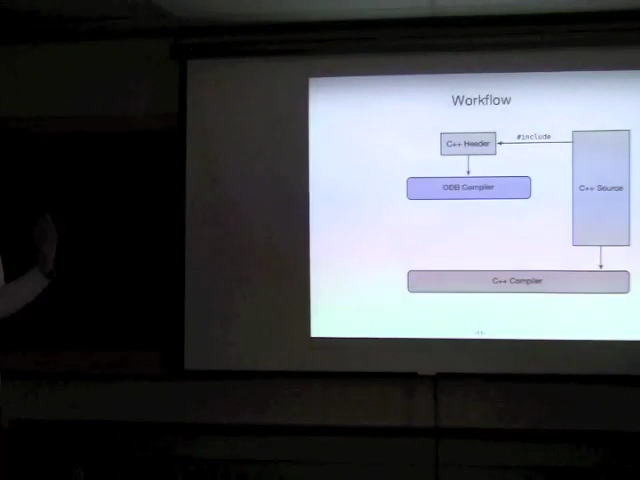 Workflow
#include
C++ Header
ODB Compiler
C++ Source
C++ Compiler